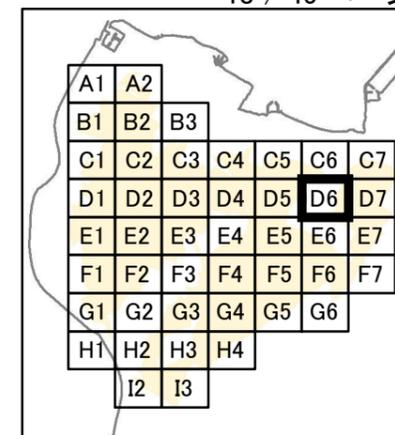 A1 A2
B1 B2 B3
C1 C2 C3 C4 C5 C6 C7
D1 D2 D3 D4 D5 D6 D7
E1 E2 E3 E4 E5 E6 E7
F1 F2 F3 F4 F5 F6 F7
G1 G2 G3 G4 G5 G6
H1 H2 H3 H4
I2 I3